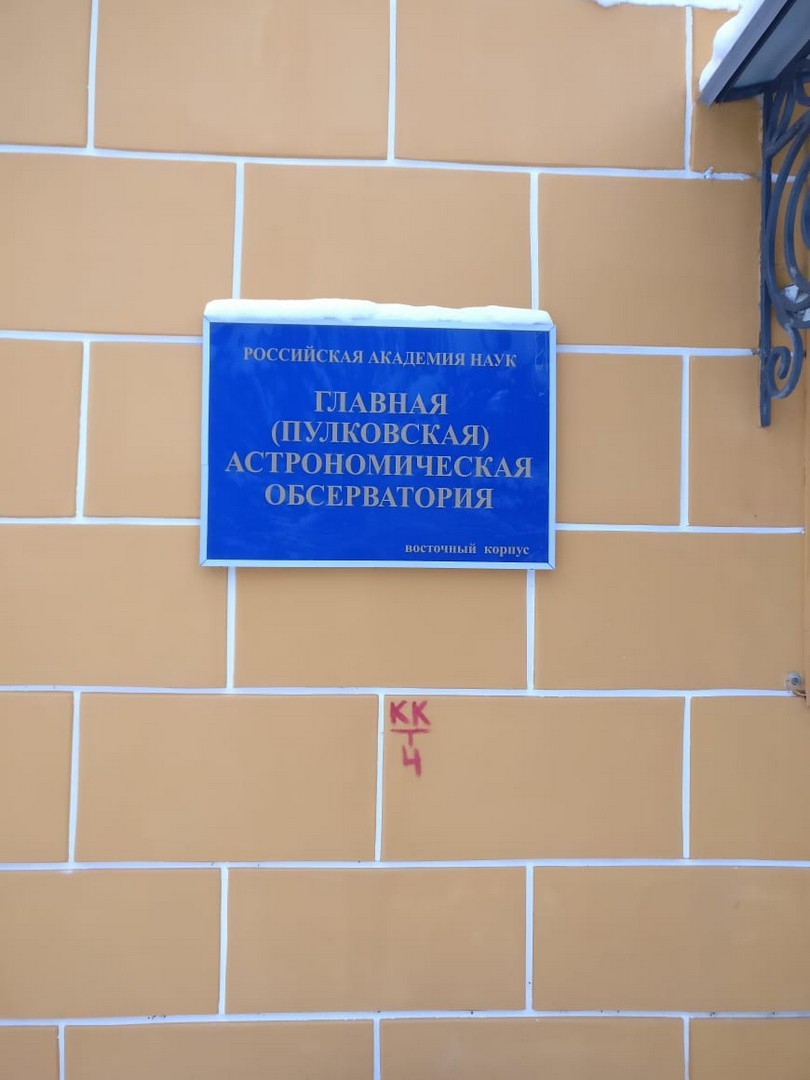 РОССИЙСКАЯ АКАДЕМИЯ НАУК
ГЛАВНАЯ
(ПУЛКОВСКАЯ)
АСТРОНОМИЧЕСКАЯ
ОБСЕРВАТОРИЯ
восточный корпус
КК
Т
4